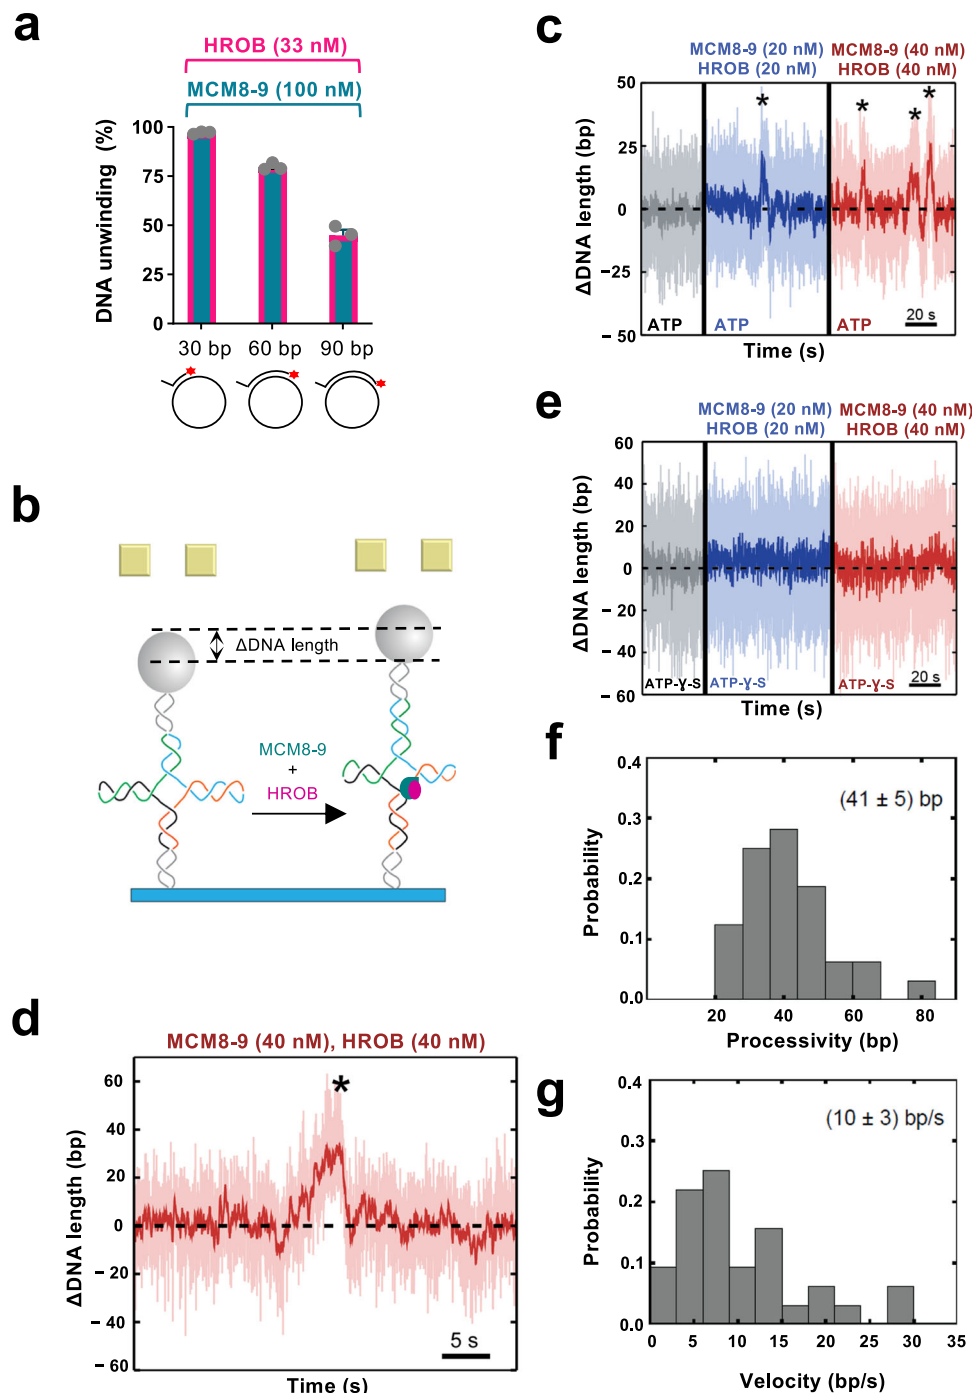 a
HROB (33 nM)
MCM8-9 (100 nM)
DNA unwinding (%)
100
75
50
25
0
30 bp 60 bp 90 bp
b
ΔDNA length
MCM8-9
+
HROB
c
MCM8-9 (20 nM) MCM8-9 (40 nM)
HROB (20 nM) HROB (40 nM)
ΔDNA length (bp)
50
25
0
−25
−50
* * * *
ATP ATP ATP 20 s
Time (s)
e
MCM8-9 (20 nM) MCM8-9 (40 nM)
HROB (20 nM) HROB (40 nM)
ΔDNA length (bp)
60
40
20
0
−20
−40
−60
ATP-γ-S ATP-γ-S ATP-γ-S 20 s
Time (s)
d
MCM8-9 (40 nM), HROB (40 nM)
ΔDNA length (bp)
60
40
20
0
−20
−40
−60
*
5 s
Time (s)
f
Probability
0.4
0.3
0.2
0.1
0.0
(41 ± 5) bp
20 40 60 80
Processivity (bp)
g
Probability
0.4
0.3
0.2
0.1
0.0
(10 ± 3) bp/s
0 5 10 15 20 25 30 35
Velocity (bp/s)